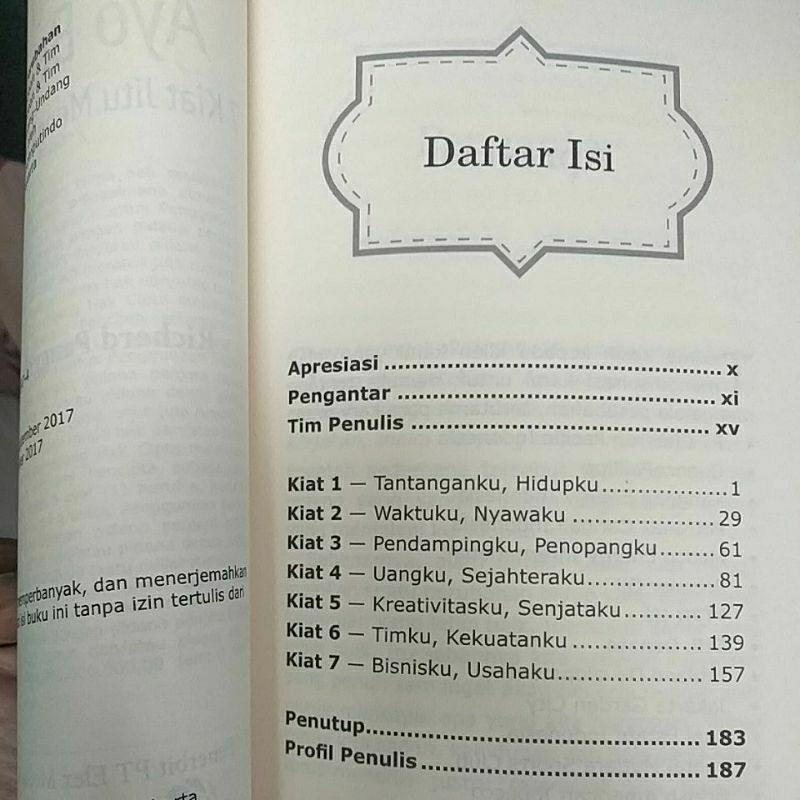 & Tim
& Tim
2017
2017
dan menerjemahkan
buku ini tanpa izin tertulis dari
Daftar Isi
Apresiasi ........................................................ x
Pengantar ...................................................... xi
Tim Penulis .................................................... xv
Kiat 1 — Tantanganku, Hidupku.................. 1
Kiat 2 — Waktuku, Nyawaku ..................... 29
Kiat 3 — Pendampingku, Penopangku........ 61
Kiat 4 — Uangku, Sejahteraku.................... 81
Kiat 5 — Kreativitasku, Senjataku............ 127
Kiat 6 — Timku, Kekuatanku .................... 139
Kiat 7 — Bisnisku, Usahaku...................... 157
Penutup....................................................... 183
Profil Penulis ............................................... 187